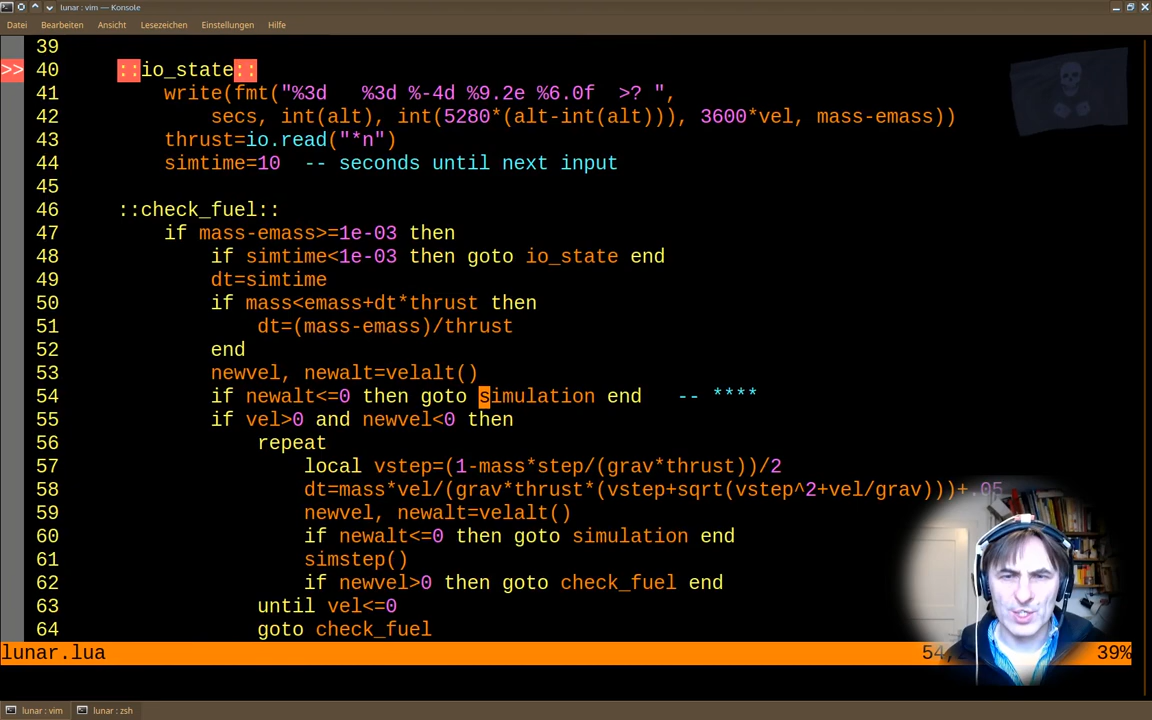 lunar : vim — Konsole
Datei Bearbeiten Ansicht Lesezeichen Einstellungen Hilfe
39
>> 40 ::io_state::
41 write(fmt("%3d   %3d %-4d %9.2e %6.0f  >? ",
42 secs, int(alt), int(5280*(alt-int(alt))), 3600*vel, mass-emass))
43 thrust=io.read("*n")
44 simtime=10  -- seconds until next input
45
46 ::check_fuel::
47 if mass-emass>=1e-03 then
48 if simtime<1e-03 then goto io_state end
49 dt=simtime
50 if mass<emass+dt*thrust then
51 dt=(mass-emass)/thrust
52 end
53 newvel, newalt=velalt()
54 if newalt<=0 then goto simulation end   -- ****
55 if vel>0 and newvel<0 then
56 repeat
57 local vstep=(1-mass*step/(grav*thrust))/2
58 dt=mass*vel/(grav*thrust*(vstep+sqrt(vstep^2+vel/grav)))+.05
59 newvel, newalt=velalt()
60 if newalt<=0 then goto simulation end
61 simstep()
62 if newvel>0 then goto check_fuel end
63 until vel<=0
64 goto check_fuel
lunar.lua 39%
lunar : vim lunar : zsh